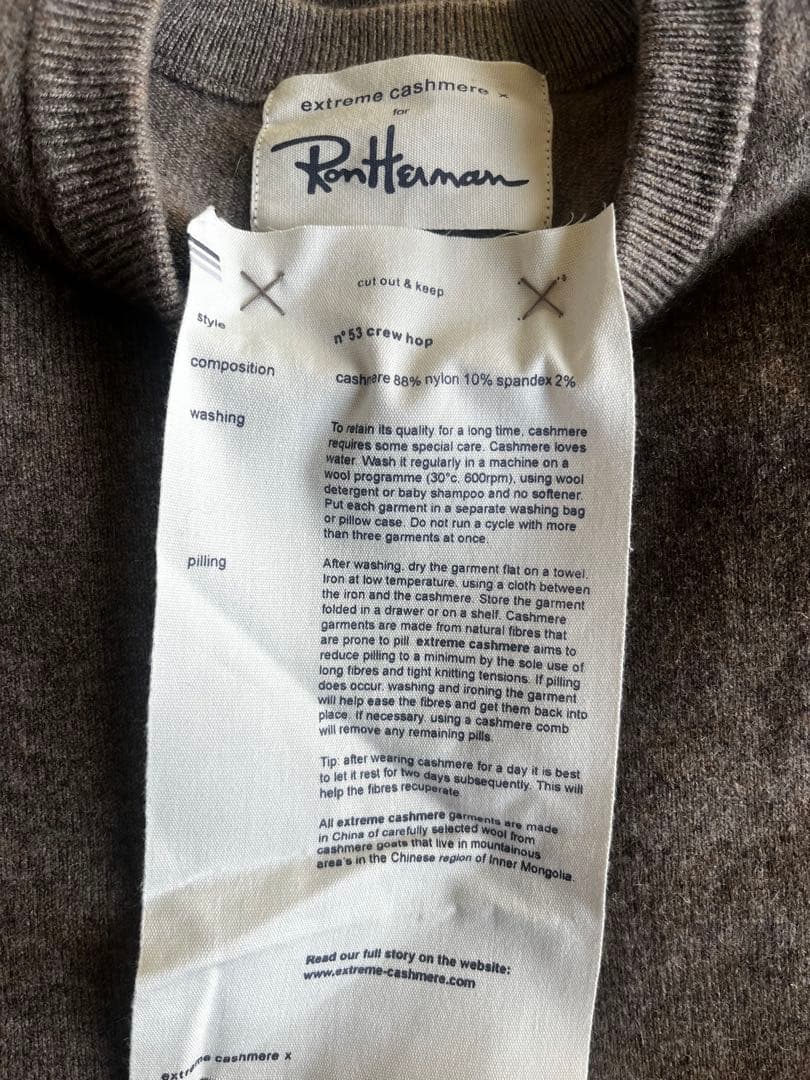 extreme cashmere x
for
Ron Herman
cut out & keep
style
n° 53 crew hop
composition
cashmere 88% nylon 10% spandex 2%
washing
To retain its quality for a long time, cashmere
requires some special care. Cashmere loves
water. Wash it regularly in a machine on a
wool programme (30°c, 600rpm), using wool
detergent or baby shampoo and no softener.
Put each garment in a separate washing bag
or pillow case. Do not run a cycle with more
than three garments at once.
pilling
After washing, dry the garment flat on a towel.
Iron at low temperature, using a cloth between
the iron and the cashmere. Store the garment
folded in a drawer or on a shelf. Cashmere
garments are made from natural fibres that
are prone to pill. extreme cashmere aims to
reduce pilling to a minimum by the sole use of
long fibres and tight knitting tensions. If pilling
does occur, washing and ironing the garment
will help ease the fibres and get them back into
place. If necessary, using a cashmere comb
will remove any remaining pills.
Tip: after wearing cashmere for a day it is best
to let it rest for two days subsequently. This will
help the fibres recuperate.
All extreme cashmere garments are made
in China of carefully selected wool from
cashmere goats that live in mountainous
area's in the Chinese region of Inner Mongolia.
Read our full story on the website:
www.extreme-cashmere.com
extreme cashmere x